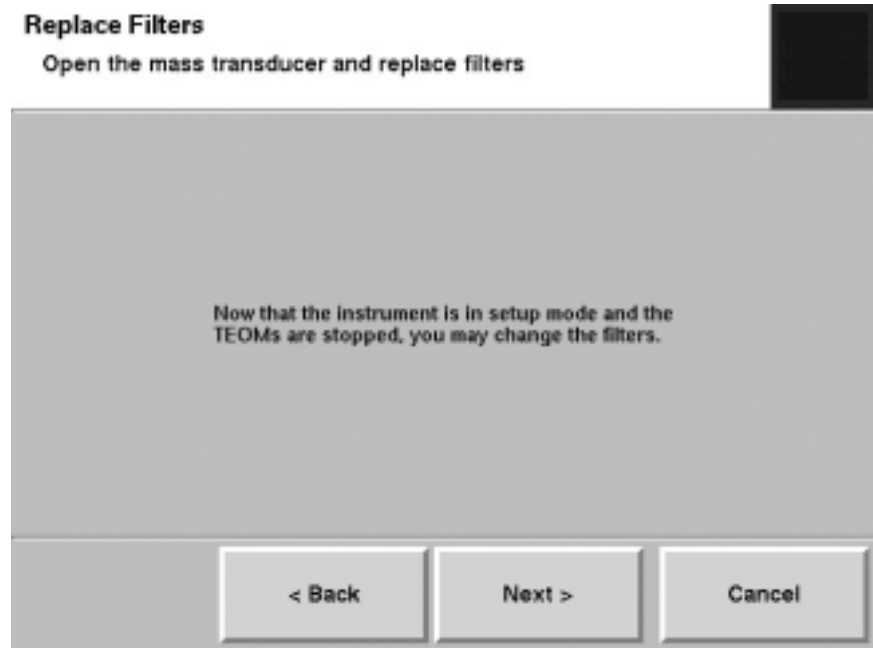 Replace Filters
Open the mass transducer and replace filters
Now that the instrument is in setup mode and the
TEOMs are stopped, you may change the filters.
< Back
Next >
Cancel